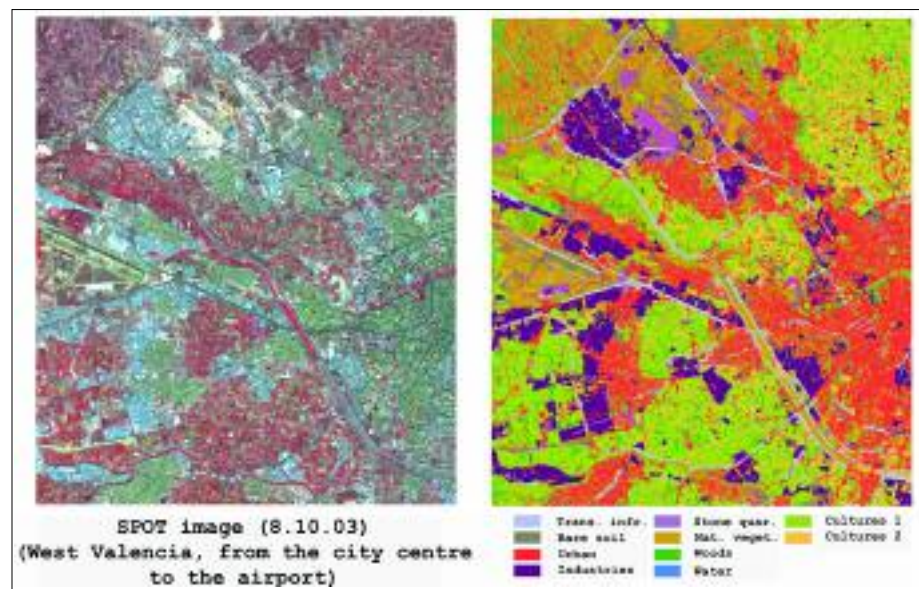 SPOT image (8.10.03)
(West Valencia, from the city centre
to the airport)
Trans. infr.
Bare soil
Urban
Industries
Stone quar.
Nat. veget.
Woods
Water
Cultures 1
Cultures 2